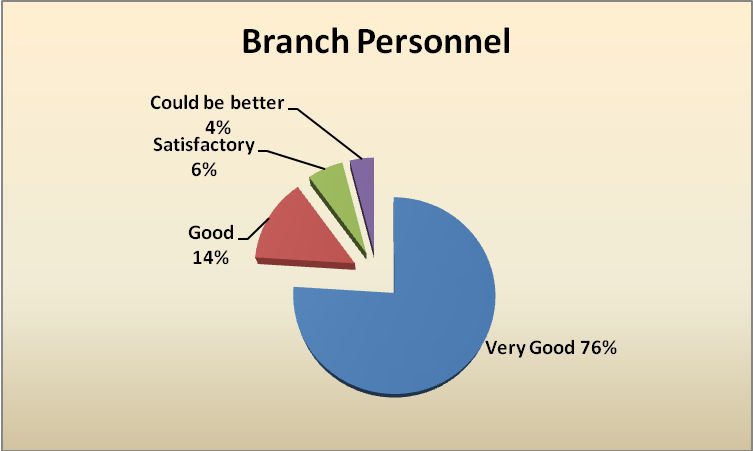 Branch Personnel
Could be better
4%
Satisfactory
6%
Good
14%
Very Good 76%